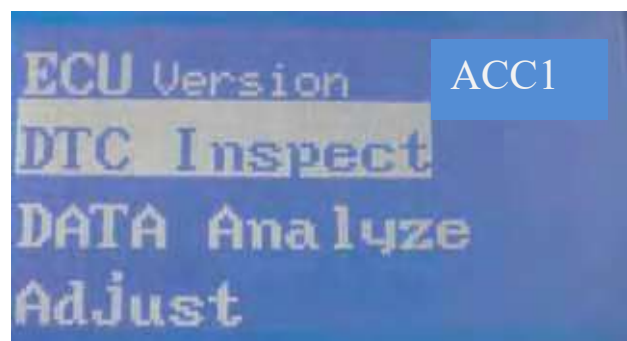 ECU Version
ACC1
DTC Inspect
DATA Analyze
Adjust